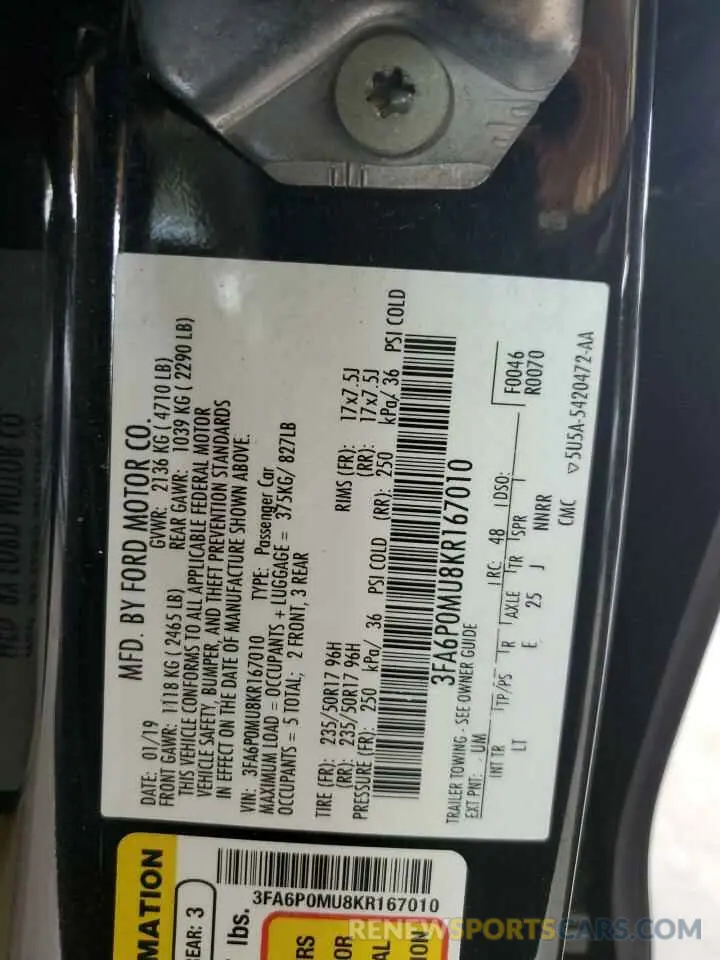 MFD. BY FORD MOTOR CO.
DATE: 01/19 GVWR: 2136 KG ( 4710 LB)
FRONT GAWR: 1118 KG ( 2465 LB) REAR GAWR: 1039 KG ( 2290 LB)
THIS VEHICLE CONFORMS TO ALL APPLICABLE FEDERAL MOTOR
VEHICLE SAFETY, BUMPER, AND THEFT PREVENTION STANDARDS
IN EFFECT ON THE DATE OF MANUFACTURE SHOWN ABOVE.
VIN: 3FA6P0MU8KR167010 TYPE: Passenger Car
MAXIMUM LOAD = OCCUPANTS + LUGGAGE = 375KG/ 827LB
OCCUPANTS = 5 TOTAL; 2 FRONT, 3 REAR
TIRE (FR): 235/50R17 96H RIMS (FR): 17x7.5J
(RR): 235/50R17 96H (RR): 17x7.5J
PRESSURE (FR): 250 kPa/ 36 PSI COLD (RR): 250 kPa/ 36 PSI COLD
3FA6P0MU8KR167010
TRAILER TOWING - SEE OWNER GUIDE
EXT PNT: UM RC: 48 DSO: F0046
R0070
INT TR TP/PS R AXLE TR SPR
LT E 25 J NNRR
CMC ▽5U5A-5420472-AA
3FA6P0MU8KR167010
MATION
EAR: 3
lbs.
RS
OR
AL
ION
RENEWSPORTSCARS.COM